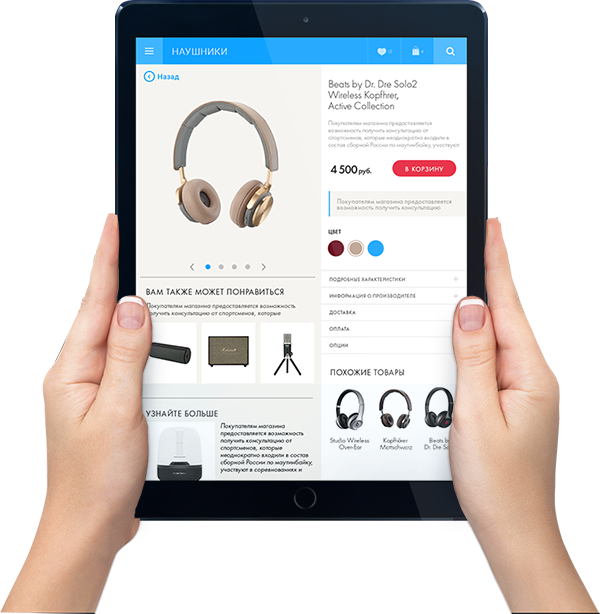 НАУШНИКИ
Назад
Beats by Dr. Dre Solo2
Wireless Kopfhrer,
Active Collection
Покупателям магазина предоставляется
возможность получить консультацию от
спортсменов, которые неоднократно входили в
состав сборной России по маутинбайку, участвуют
4 500 руб.
В КОРЗИНУ
Покупателям магазина предоставляется
возможность получить консультацию
ЦВЕТ
ПОДРОБНЫЕ ХАРАКТЕРИСТИКИ
ИНФОРМАЦИЯ О ПРОИЗВОДИТЕЛЕ
ДОСТАВКА
ОПЛАТА
ОПЦИИ
ВАМ ТАКЖЕ МОЖЕТ ПОНРАВИТЬСЯ
Покупателям магазина предоставляется возможность
получить консультацию от спортсменов, которые
ПОХОЖИЕ ТОВАРЫ
Studio Wireless
Over-Ear
Kopfhörer
Mattschwarz
Beats by
Dr. Dre So
УЗНАЙТЕ БОЛЬШЕ
Покупателям магазина
предоставляется возможность
получить консультацию от
спортсменов, которые
неоднократно входили в состав
сборной России по маутинбайку,
участвуют в соревнованиях и